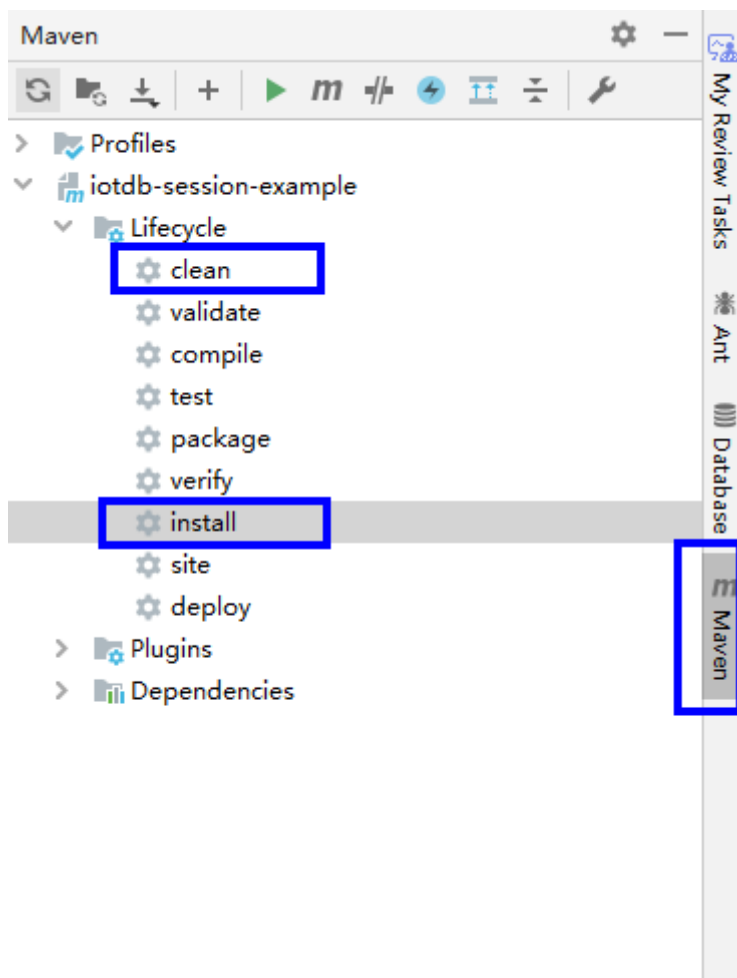 Maven
Profiles
iotdb-session-example
Lifecycle
clean
validate
compile
test
package
verify
install
site
deploy
Plugins
Dependencies
My Review Tasks
Ant
Database
Maven